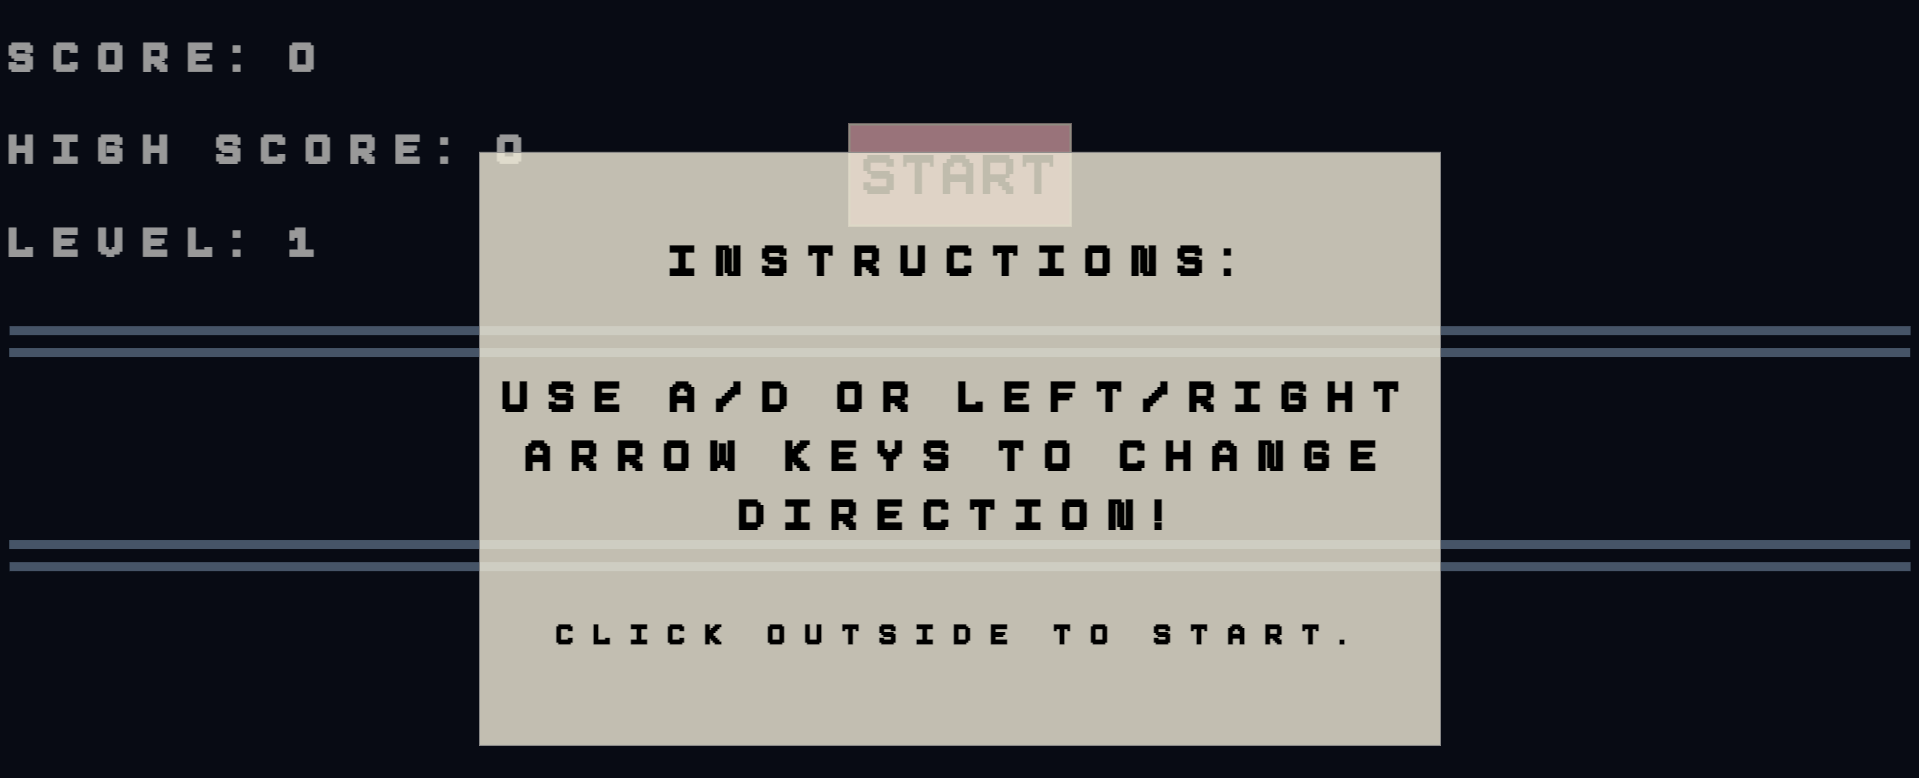 SCORE: 0
HIGH SCORE: 0
START
LEVEL: 1
INSTRUCTIONS:
USE A/D OR LEFT/RIGHT
ARROW KEYS TO CHANGE
DIRECTION!
CLICK OUTSIDE TO START.